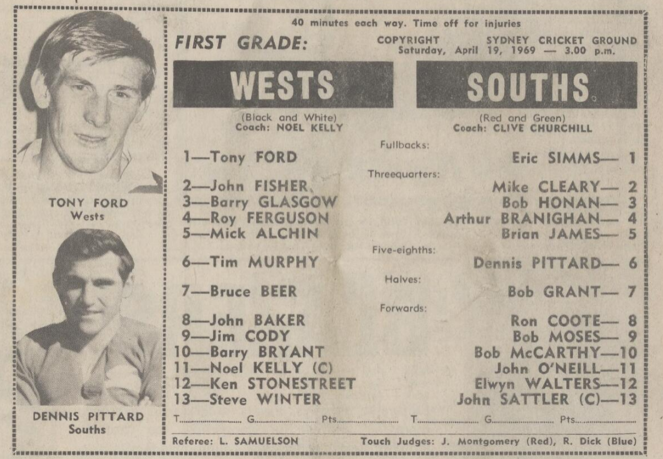 40 minutes each way. Time off for injuries
FIRST GRADE:
COPYRIGHT SYDNEY CRICKET GROUND
Saturday, April 19, 1969 — 3.00 p.m.
WESTS SOUTHS
(Black and White) (Red and Green)
Coach: NOEL KELLY Coach: CLIVE CHURCHILL
Fullbacks:
1—Tony FORD Eric SIMMS— 1
Threequarters:
2—John FISHER Mike CLEARY— 2
3—Barry GLASGOW Bob HONAN— 3
4—Roy FERGUSON Arthur BRANIGHAN— 4
5—Mick ALCHIN Brian JAMES— 5
Five-eighths:
6—Tim MURPHY Dennis PITTARD— 6
Halves:
7—Bruce BEER Bob GRANT— 7
Forwards:
8—John BAKER Ron COOTE— 8
9—Jim CODY Bob MOSES— 9
10—Barry BRYANT Bob McCARTHY—10
11—Noel KELLY (C) John O'NEILL—11
12—Ken STONESTREET Elwyn WALTERS—12
13—Steve WINTER John SATTLER (C)—13
T............ G............ Pts............ T............ G............ Pts............
Referee: L. SAMUELSON Touch Judges: J. Montgomery (Red), R. Dick (Blue)
TONY FORD
Wests
DENNIS PITTARD
Souths